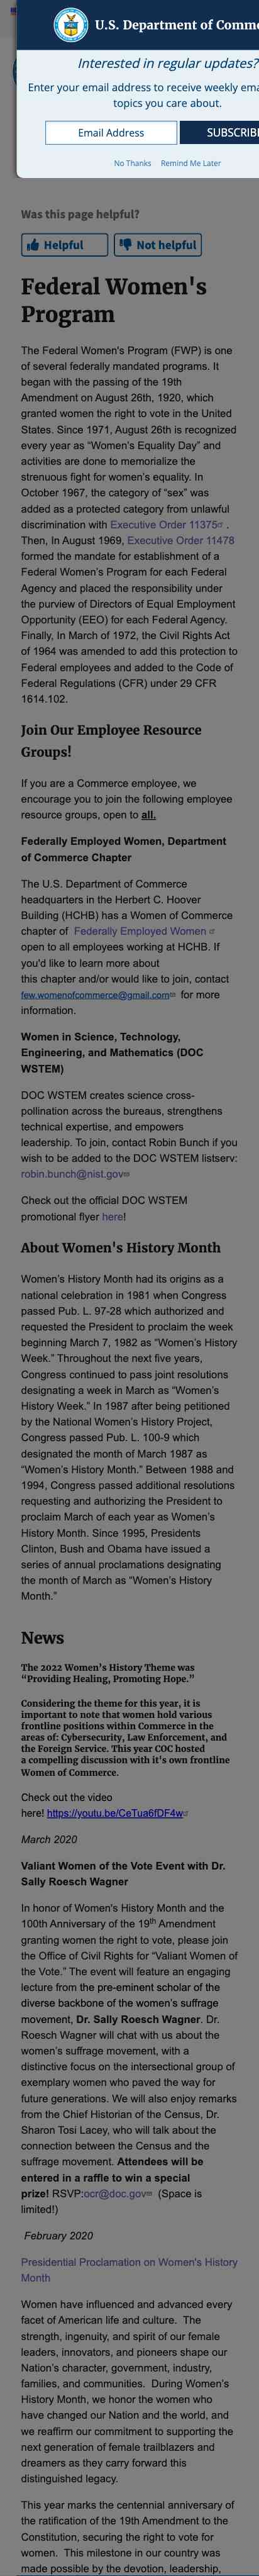 U.S. Department of Comm
Interested in regular updates?
Enter your email address to receive weekly ema
topics you care about.
Email Address
SUBSCRIB
No Thanks Remind Me Later
Was this page helpful?
Helpful Not helpful
Federal Women's
Program
The Federal Women's Program (FWP) is one
of several federally mandated programs. It
began with the passing of the 19th
Amendment on August 26th, 1920, which
granted women the right to vote in the United
States. Since 1971, August 26th is recognized
every year as “Women's Equality Day” and
activities are done to memorialize the
strenuous fight for women's equality. In
October 1967, the category of “sex” was
added as a protected category from unlawful
discrimination with Executive Order 11375 .
Then, In August 1969, Executive Order 11478
formed the mandate for establishment of a
Federal Women's Program for each Federal
Agency and placed the responsibility under
the purview of Directors of Equal Employment
Opportunity (EEO) for each Federal Agency.
Finally, In March of 1972, the Civil Rights Act
of 1964 was amended to add this protection to
Federal employees and added to the Code of
Federal Regulations (CFR) under 29 CFR
1614.102.
Join Our Employee Resource
Groups!
If you are a Commerce employee, we
encourage you to join the following employee
resource groups, open to all.
Federally Employed Women, Department
of Commerce Chapter
The U.S. Department of Commerce
headquarters in the Herbert C. Hoover
Building (HCHB) has a Women of Commerce
chapter of Federally Employed Women
open to all employees working at HCHB. If
you'd like to learn more about
this chapter and/or would like to join, contact
few.womenofcommerce@gmail.com for more
information.
Women in Science, Technology,
Engineering, and Mathematics (DOC
WSTEM)
DOC WSTEM creates science cross-
pollination across the bureaus, strengthens
technical expertise, and empowers
leadership. To join, contact Robin Bunch if you
wish to be added to the DOC WSTEM listserv:
robin.bunch@nist.gov
Check out the official DOC WSTEM
promotional flyer here!
About Women's History Month
Women's History Month had its origins as a
national celebration in 1981 when Congress
passed Pub. L. 97-28 which authorized and
requested the President to proclaim the week
beginning March 7, 1982 as “Women's History
Week.” Throughout the next five years,
Congress continued to pass joint resolutions
designating a week in March as “Women's
History Week.” In 1987 after being petitioned
by the National Women's History Project,
Congress passed Pub. L. 100-9 which
designated the month of March 1987 as
“Women's History Month.” Between 1988 and
1994, Congress passed additional resolutions
requesting and authorizing the President to
proclaim March of each year as Women's
History Month. Since 1995, Presidents
Clinton, Bush and Obama have issued a
series of annual proclamations designating
the month of March as “Women's History
Month.”
News
The 2022 Women's History Theme was
“Providing Healing, Promoting Hope.”
Considering the theme for this year, it is
important to note that women hold various
frontline positions within Commerce in the
areas of: Cybersecurity, Law Enforcement, and
the Foreign Service. This year COC hosted
a compelling discussion with it's own frontline
Women of Commerce.
Check out the video
here! https://youtu.be/CeTua6fDF4w
March 2020
Valiant Women of the Vote Event with Dr.
Sally Roesch Wagner
In honor of Women's History Month and the
100th Anniversary of the 19th Amendment
granting women the right to vote, please join
the Office of Civil Rights for “Valiant Women of
the Vote.” The event will feature an engaging
lecture from the pre-eminent scholar of the
diverse backbone of the women's suffrage
movement, Dr. Sally Roesch Wagner. Dr.
Roesch Wagner will chat with us about the
women's suffrage movement, with a
distinctive focus on the intersectional group of
exemplary women who paved the way for
future generations. We will also enjoy remarks
from the Chief Historian of the Census, Dr.
Sharon Tosi Lacey, who will talk about the
connection between the Census and the
suffrage movement. Attendees will be
entered in a raffle to win a special
prize! RSVP:ocr@doc.gov (Space is
limited!)
February 2020
Presidential Proclamation on Women's History
Month
Women have influenced and advanced every
facet of American life and culture. The
strength, ingenuity, and spirit of our female
leaders, innovators, and pioneers shape our
Nation's character, government, industry,
families, and communities. During Women's
History Month, we honor the women who
have changed our Nation and the world, and
we reaffirm our commitment to supporting the
next generation of female trailblazers and
dreamers as they carry forward this
distinguished legacy.
This year marks the centennial anniversary of
the ratification of the 19th Amendment to the
Constitution, securing the right to vote for
women. This milestone in our country was
made possible by the devotion, leadership,